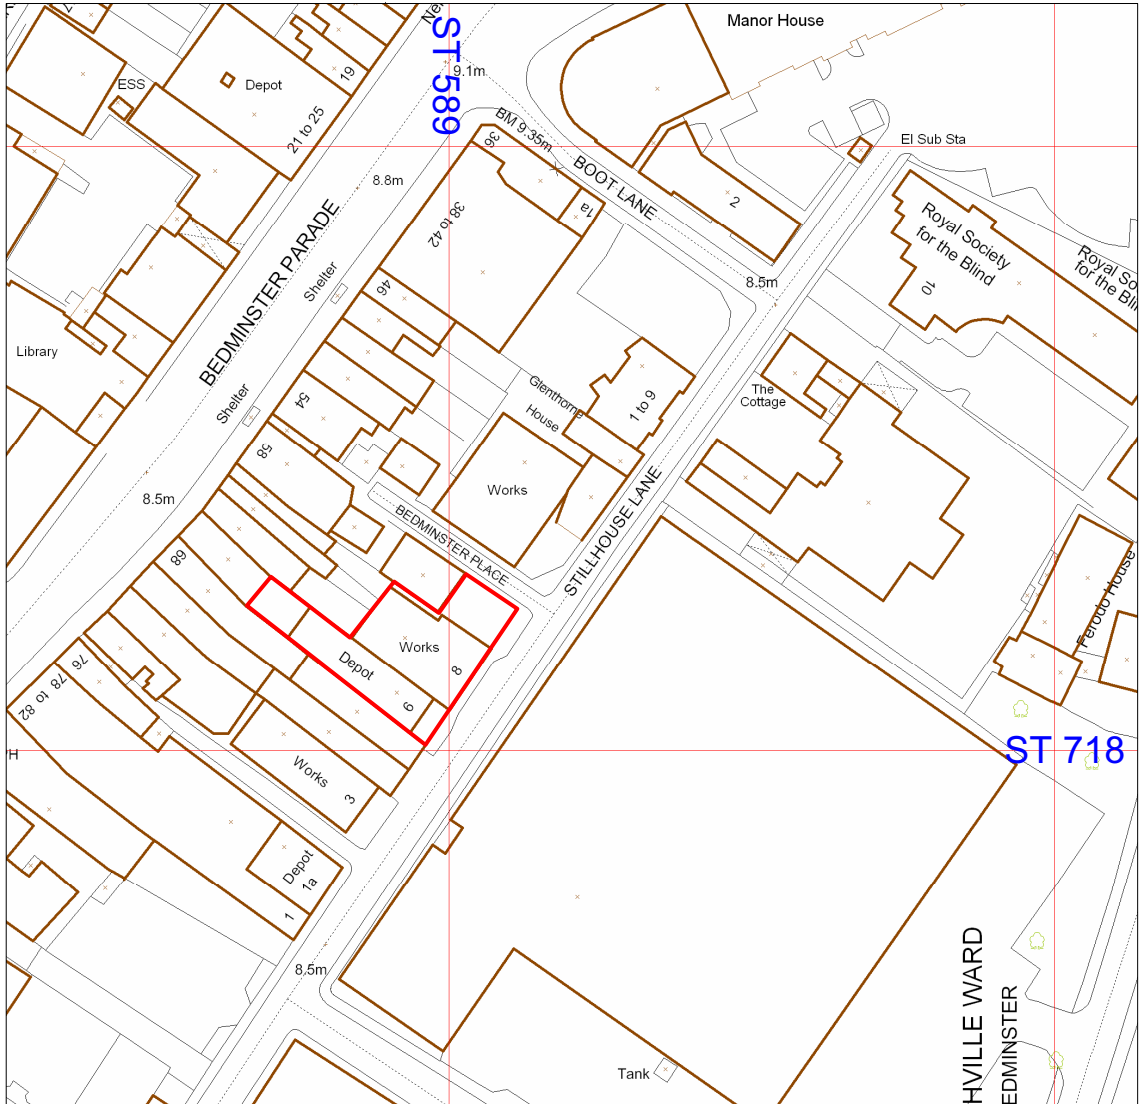 Manor House
ST 589
9.1m
19
ESS
Depot
21 to 25
BM 9.35m
36
BOOT LANE
El Sub Sta
8.8m
1a
2
38 to 42
Royal Society
for the Blind
10
BEDMINSTER PARADE
Shelter
46
8.5m
Library
Glenthorne
House
1 to 9
The
Cottage
Shelter
54
58
Works
8.5m
BEDMINSTER PLACE
STILLHOUSE LANE
68
Ferodo House
Works
8
Depot
6
76
78 to 82
ST 718
Works
3
Depot
1a
1
8.5m
Tank
HVILLE WARD
EDMINSTER